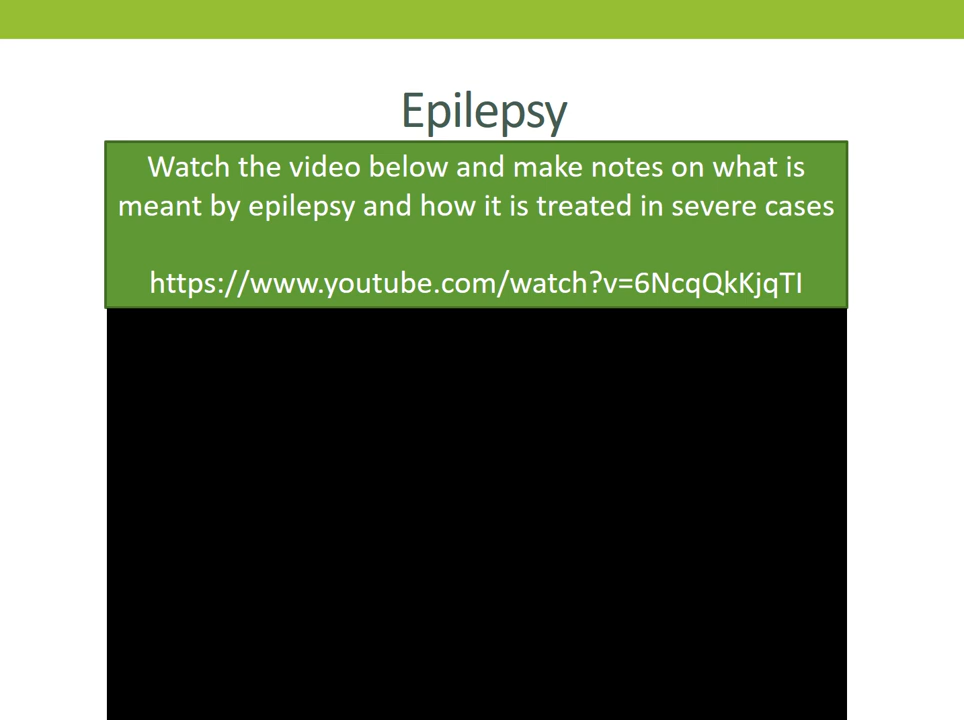 Epilepsy
Watch the video below and make notes on what is
meant by epilepsy and how it is treated in severe cases
https://www.youtube.com/watch?v=6NcqQkKjqTI